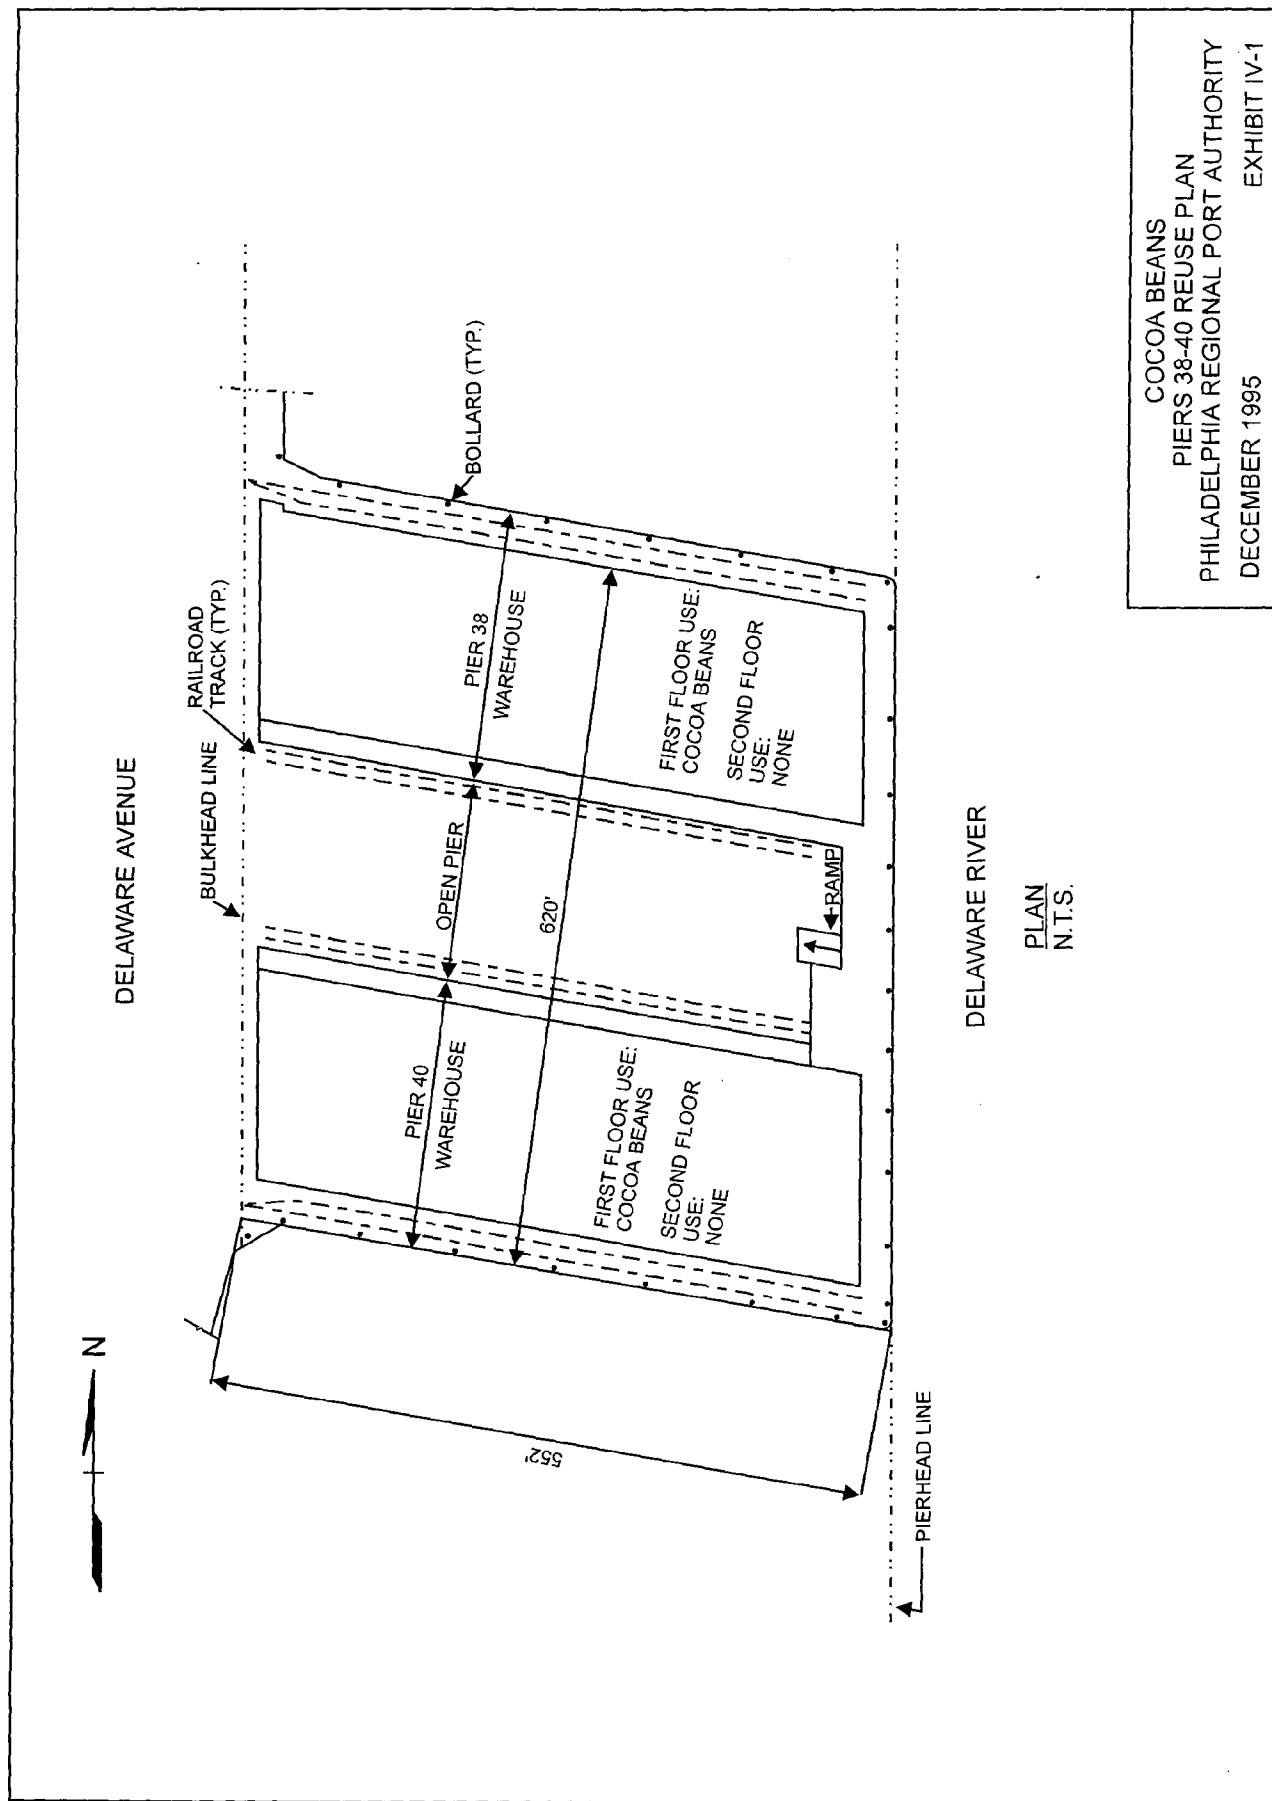 N
DELAWARE AVENUE
BULKHEAD LINE
RAILROAD
TRACK (TYP.)
BOLLARD (TYP.)
PIER 40
WAREHOUSE
OPEN PIER
PIER 38
WAREHOUSE
620'
552'
FIRST FLOOR USE:
COCOA BEANS
SECOND FLOOR
USE:
NONE
FIRST FLOOR USE:
COCOA BEANS
SECOND FLOOR
USE:
NONE
RAMP
PIERHEAD LINE
DELAWARE RIVER
PLAN
N.T.S.
COCOA BEANS
PIERS 38-40 REUSE PLAN
PHILADELPHIA REGIONAL PORT AUTHORITY
DECEMBER 1995 EXHIBIT IV-1